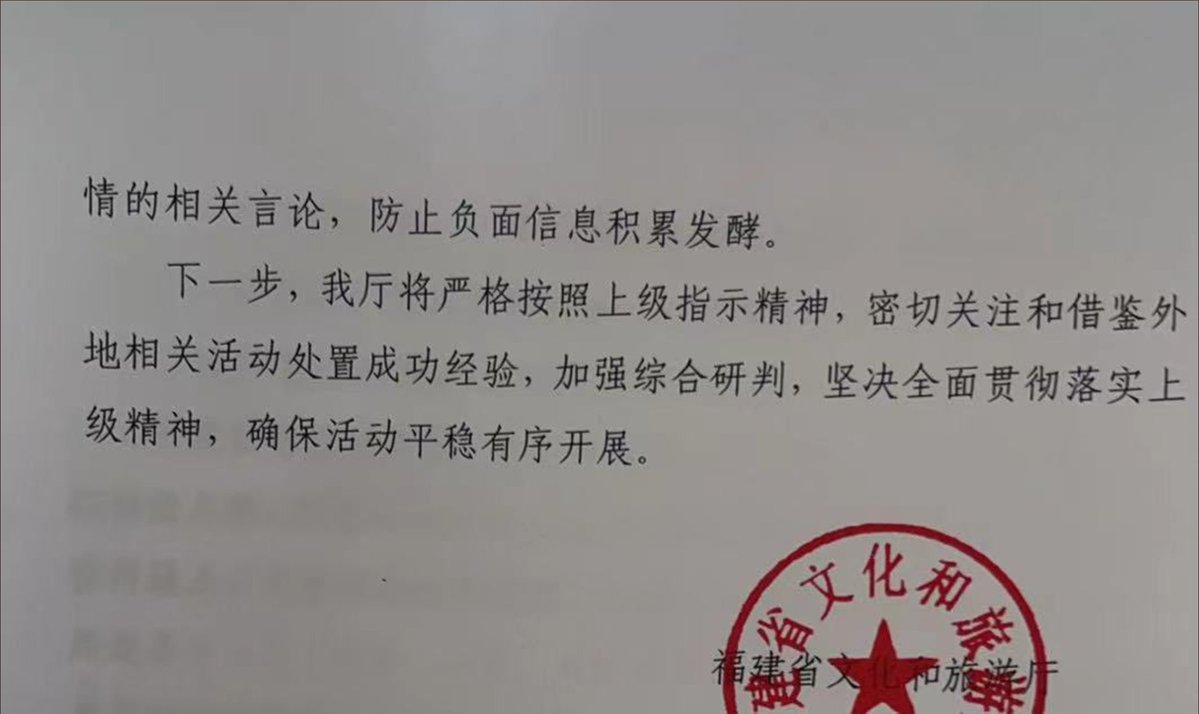 情的相关言论，防止负面信息积累发酵。
下一步，我厅将严格按照上级指示精神，密切关注和借鉴外
地相关活动处置成功经验，加强综合研判，坚决全面贯彻落实上
级精神，确保活动平稳有序开展。
建省文化和旅游
福建省文化和旅游厅